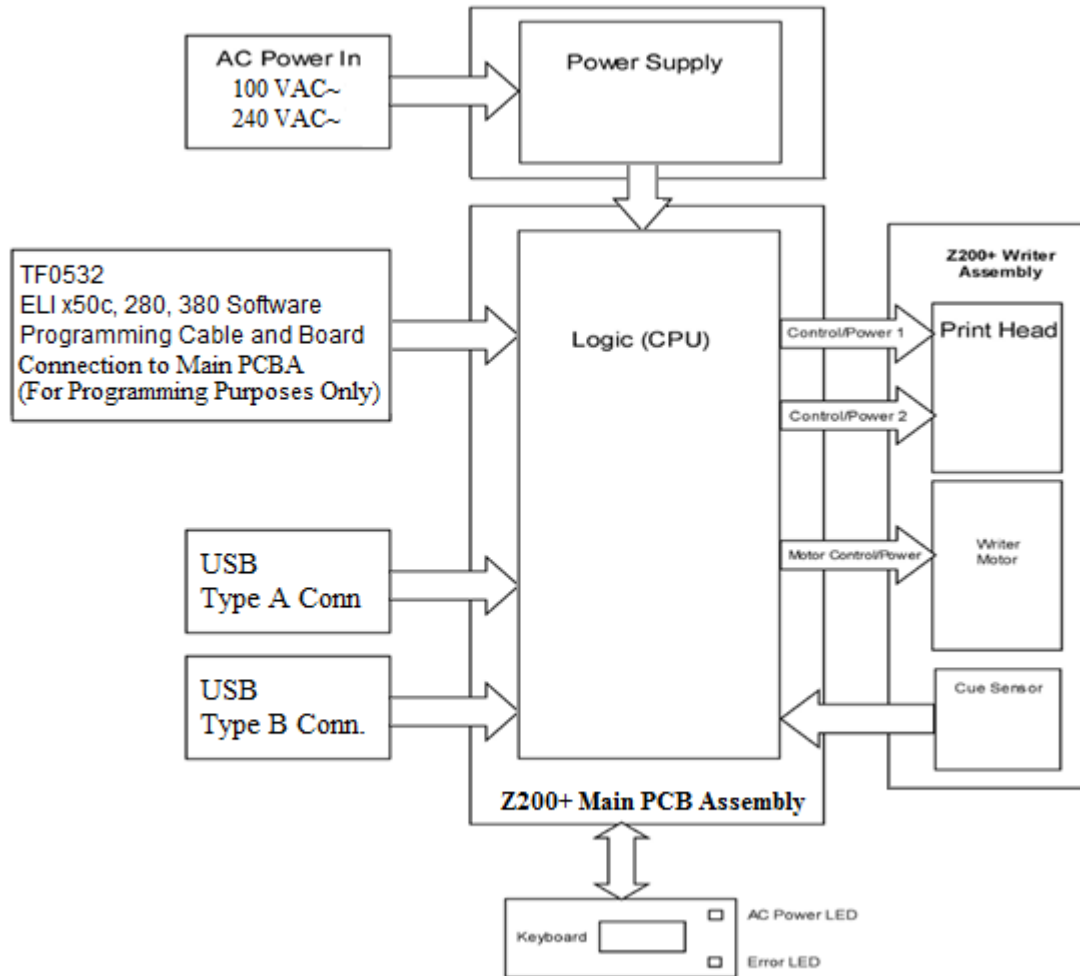 AC Power In
100 VAC~
240 VAC~
Power Supply
TF0532
ELI x50c, 280, 380 Software
Programming Cable and Board
Connection to Main PCBA
(For Programming Purposes Only)
Logic (CPU)
Control/Power 1
Control/Power 2
Motor Control/Power
Z200+ Writer
Assembly
Print Head
Writer
Motor
Cue Sensor
USB
Type A Conn
USB
Type B Conn.
Z200+ Main PCB Assembly
Keyboard
AC Power LED
Error LED